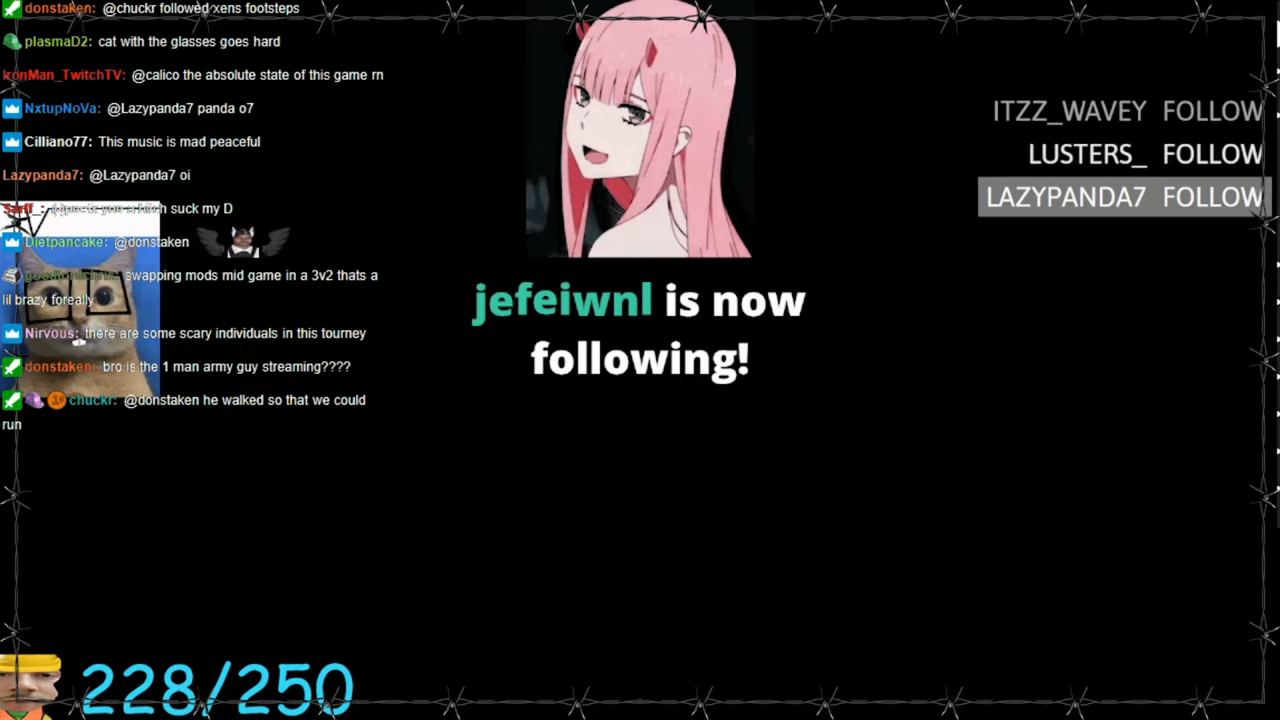 donstaken: @chuckr followed xens footsteps
plasmaD2: cat with the glasses goes hard
IronMan_TwitchTV: @calico the absolute state of this game rn
NxtupNoVa: @Lazypanda7 panda o7
Cilliano77: This music is mad peaceful
Lazypanda7: @Lazypanda7 oi
suck my D
Dietpancake: @donstaken
swapping mods mid game in a 3v2 thats a
lil brazy foreally
Nirvous: there are some scary individuals in this tourney
donstaken: bro is the 1 man army guy streaming????
chuckr: @donstaken he walked so that we could
run
ITZZ_WAVEY FOLLOW
LUSTERS_ FOLLOW
LAZYPANDA7 FOLLOW
jefeiwnl is now
following!
228/250